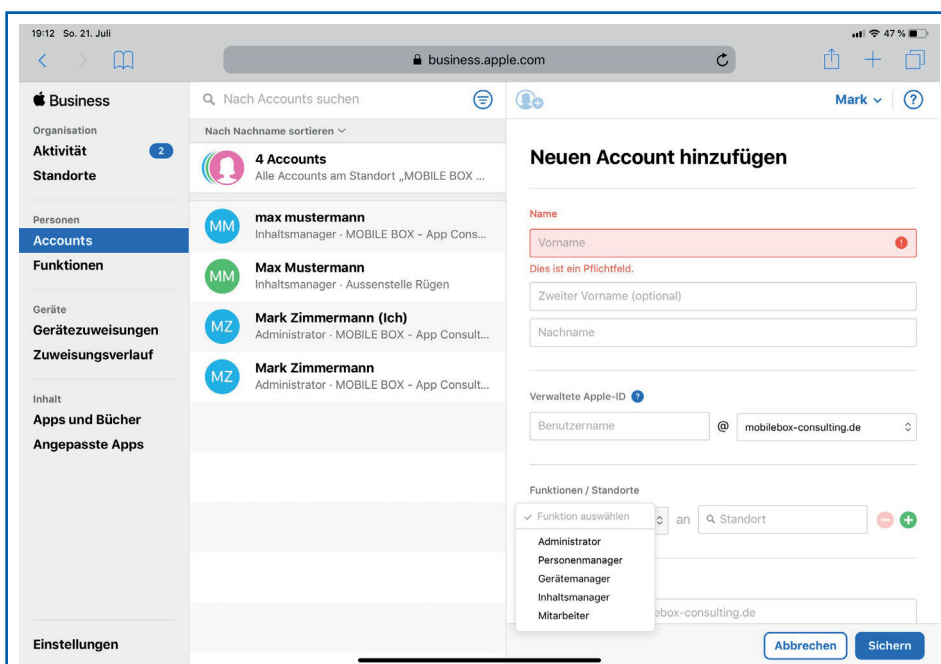 19:12 So. 21. Juli
47 %
business.apple.com
Business
Organisation
Aktivität 2
Standorte
Personen
Accounts
Funktionen
Geräte
Gerätezuweisungen
Zuweisungsverlauf
Inhalt
Apps und Bücher
Angepasste Apps
Einstellungen
Nach Accounts suchen
Nach Nachname sortieren
4 Accounts
Alle Accounts am Standort „MOBILE BOX ...
MM
max mustermann
Inhaltsmanager · MOBILE BOX - App Cons...
MM
Max Mustermann
Inhaltsmanager · Aussenstelle Rügen
MZ
Mark Zimmermann (Ich)
Administrator · MOBILE BOX - App Consult...
MZ
Mark Zimmermann
Administrator · MOBILE BOX - App Consult...
Mark ?
Neuen Account hinzufügen
Name
Vorname
Dies ist ein Pflichtfeld.
Zweiter Vorname (optional)
Nachname
Verwaltete Apple-ID ?
Benutzername @ mobilebox-consulting.de
Funktionen / Standorte
Funktion auswählen an Standort
Administrator
Personenmanager
Gerätemanager
Inhaltsmanager
Mitarbeiter
ebox-consulting.de
Abbrechen Sichern